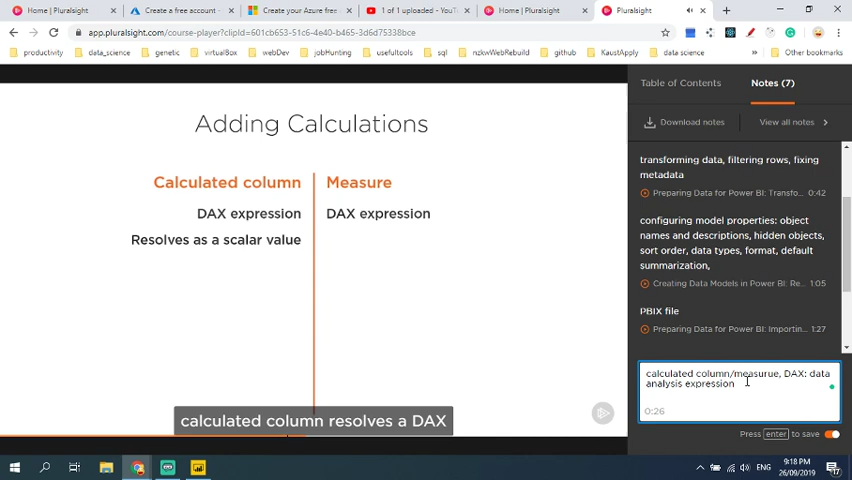 Home | Pluralsight
Create a free account -
Create your Azure free
1 of 1 uploaded - YouT
Home | Pluralsight
Pluralsight
app.pluralsight.com/course-player?clipId=601cb653-51c6-4e40-b465-3d6d75338bce
productivity data_science genetic virtualBox webDev jobHunting usefultools sql nzkwWebRebuild github KaustApply data science Other bookmarks
Adding Calculations
Calculated column
DAX expression
Resolves as a scalar value
Measure
DAX expression
calculated column resolves a DAX
Table of Contents
Notes (7)
Download notes
View all notes
transforming data, filtering rows, fixing
metadata
Preparing Data for Power BI: Transfo... 0:42
configuring model properties: object
names and descriptions, hidden objects,
sort order, data types, format, default
summarization,
Creating Data Models in Power BI: Re... 1:05
PBIX file
Preparing Data for Power BI: Importin... 1:27
calculated column/measurue, DAX: data
analysis expression
0:26
Press enter to save
ENG
9:18 PM
26/09/2019
17